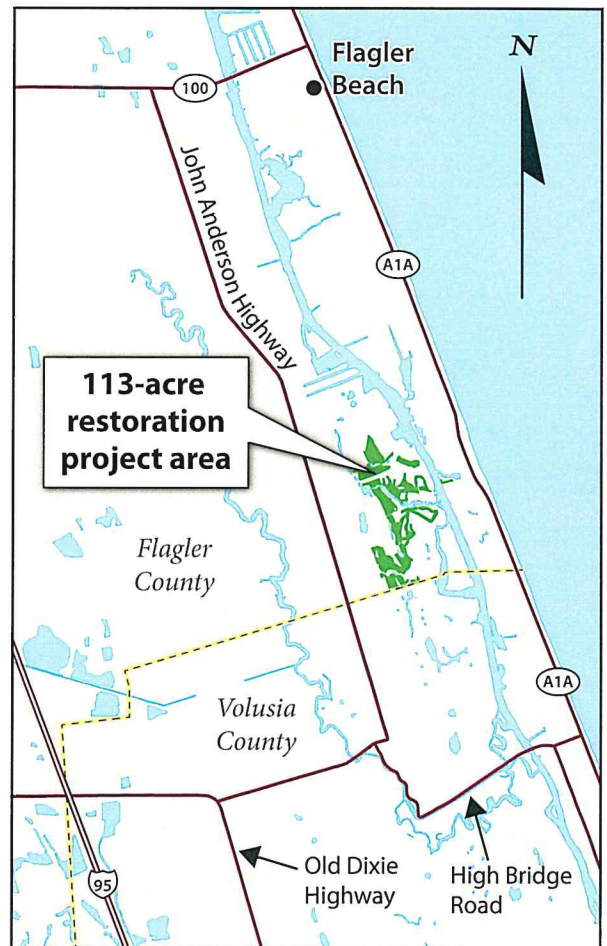 Flagler
Beach
N
100
John Anderson Highway
A1A
113-acre
restoration
project area
Flagler
County
A1A
Volusia
County
Old Dixie
Highway
High Bridge
Road
95